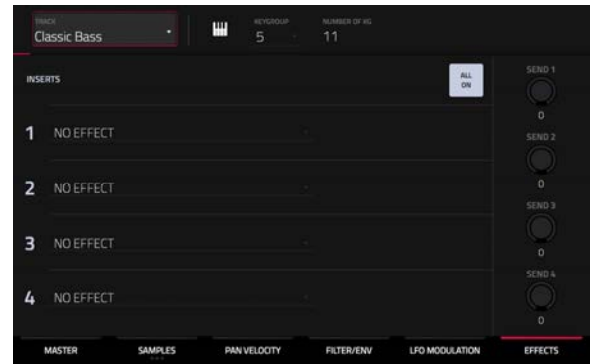 TRACK
Classic Bass
KEYGROUP
5
NUMBER OF KG
11
INSERTS
ALL
ON
1 NO EFFECT
2 NO EFFECT
3 NO EFFECT
4 NO EFFECT
SEND 1
0
SEND 2
0
SEND 3
0
SEND 4
0
MASTER SAMPLES PAN VELOCITY FILTER/ENV LFO MODULATION EFFECTS